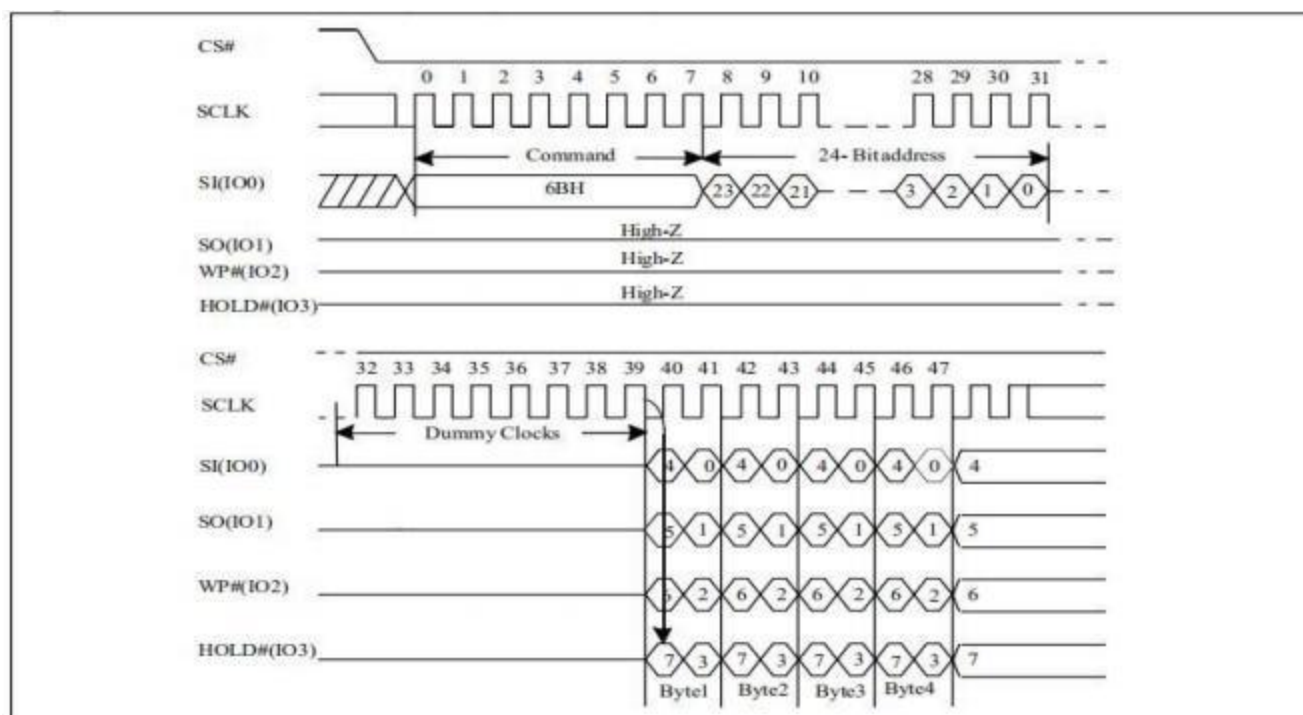 CS#
0 1 2 3 4 5 6 7 8 9 10 28 29 30 31
SCLK
Command 24- Bitaddress
SI(IO0) 6BH 23 22 21 3 2 1 0
High-Z
SO(IO1)
High-Z
WP#(IO2)
High-Z
HOLD#(IO3)
CS#
32 33 34 35 36 37 38 39 40 41 42 43 44 45 46 47
SCLK
Dummy Clocks
SI(IO0) 4 0 4 0 4 0 4 0 4
SO(IO1) 5 1 5 1 5 1 5 1 5
WP#(IO2) 6 2 6 2 6 2 6 2 6
HOLD#(IO3) 7 3 7 3 7 3 7 3 7
Byte1 Byte2 Byte3 Byte4